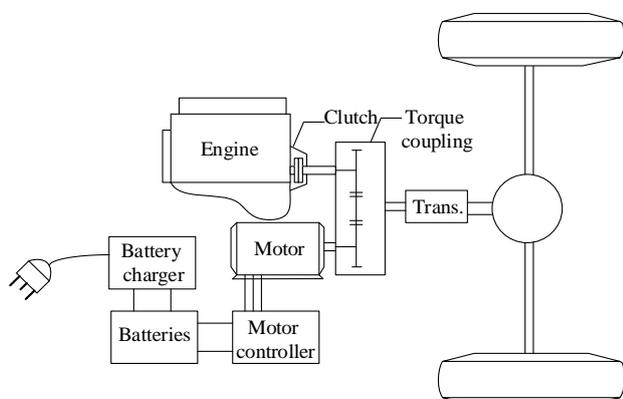 Clutch
Torque
coupling
Engine
Trans.
Motor
Battery
charger
Batteries
Motor
controller